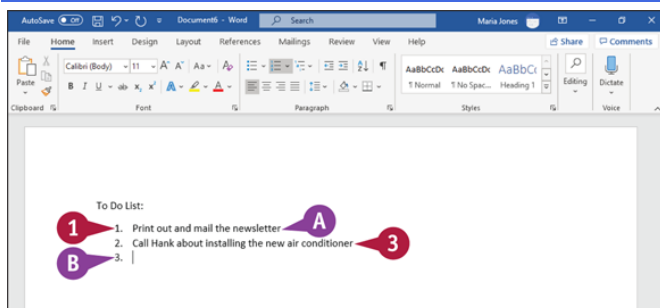 AutoSave Off Document6 - Word Search Maria Jones
File Home Insert Design Layout References Mailings Review View Help Share Comments
Calibri (Body) 11 A A Aa A AaBbCcDc AaBbCcDc AaBbCc
Paste B I U ab x, x² A A ¶ Normal ¶ No Spac... Heading 1 Editing Dictate
Clipboard Font Paragraph Styles Voice
To Do List:
1 1. Print out and mail the newsletter A
2. Call Hank about installing the new air conditioner 3
B 3.